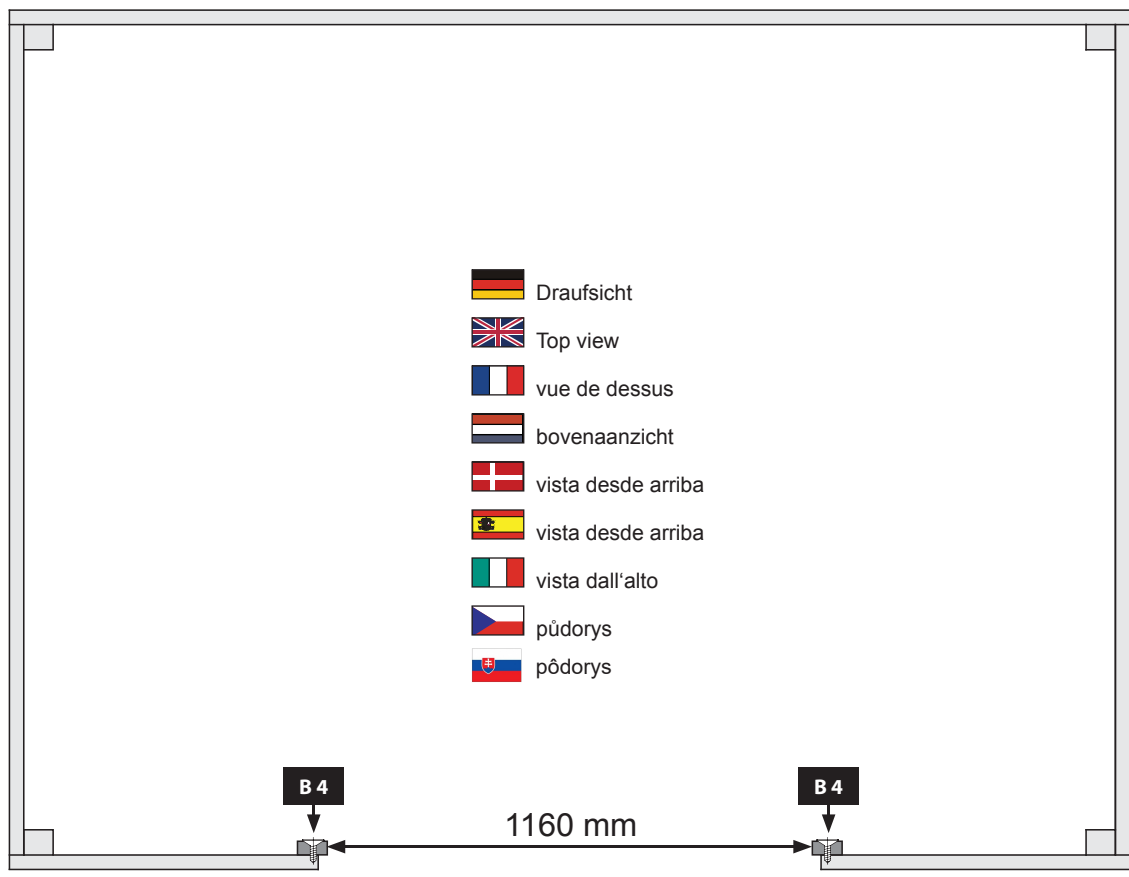 Draufsicht
Top view
vue de dessus
bovenaanzicht
vista desde arriba
vista desde arriba
vista dall‘alto
půdorys
pôdorys
B 4
B 4
1160 mm